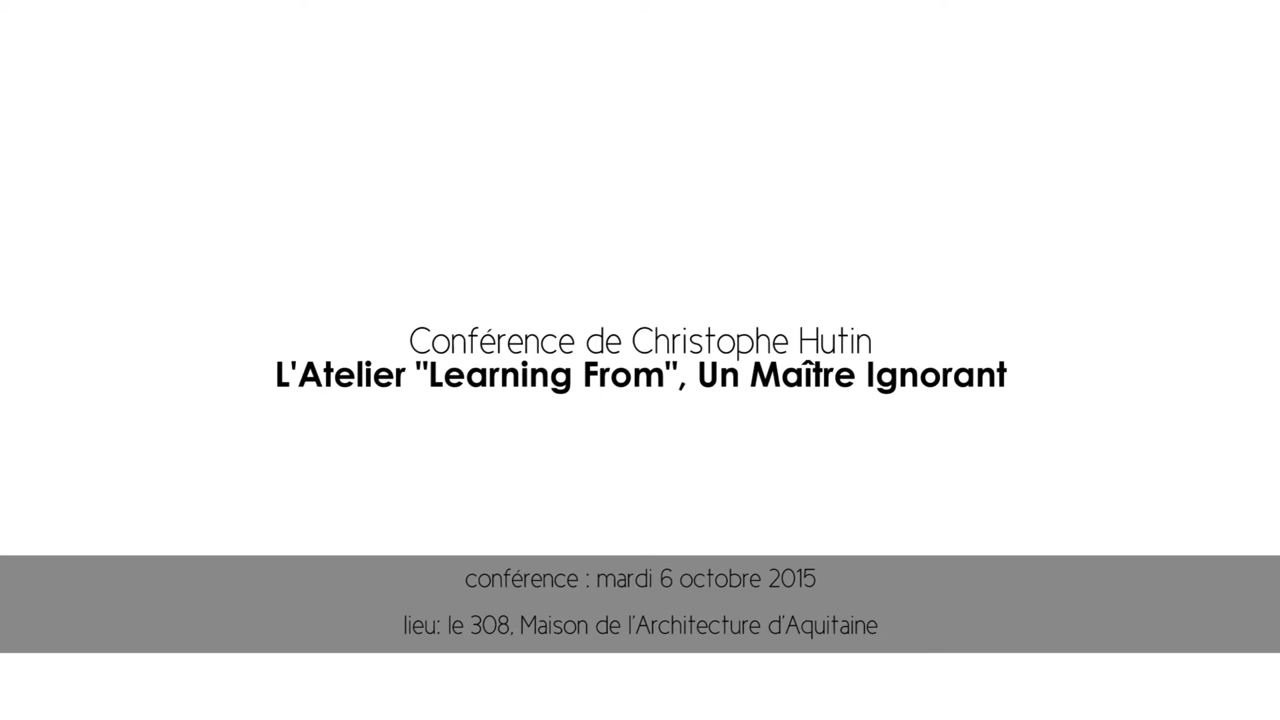 Conférence de Christophe Hutin
L'Atelier "Learning From", Un Maître Ignorant
conférence : mardi 6 octobre 2015
lieu: le 308, Maison de l'Architecture d'Aquitaine